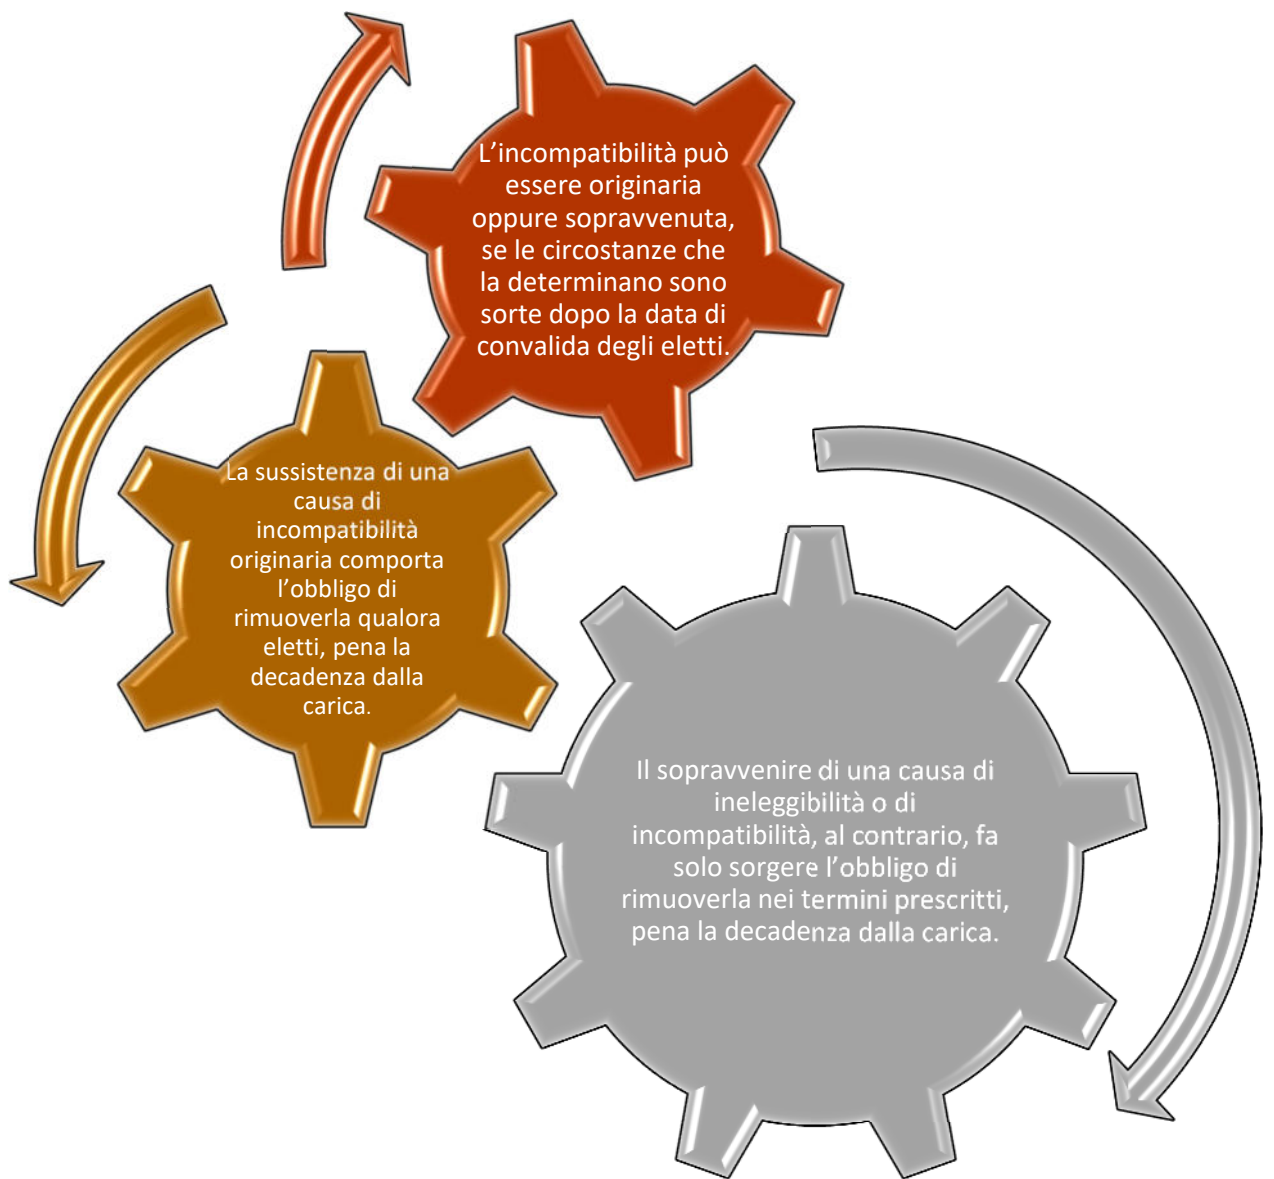 L’incompatibilità può
essere originaria
oppure sopravvenuta,
se le circostanze che
la determinano sono
sorte dopo la data di
convalida degli eletti.
La sussistenza di una
causa di
incompatibilità
originaria comporta
l’obbligo di
rimuoverla qualora
eletti, pena la
decadenza dalla
carica.
Il sopravvenire di una causa di
ineleggibilità o di
incompatibilità, al contrario, fa
solo sorgere l’obbligo di
rimuoverla nei termini prescritti,
pena la decadenza dalla carica.